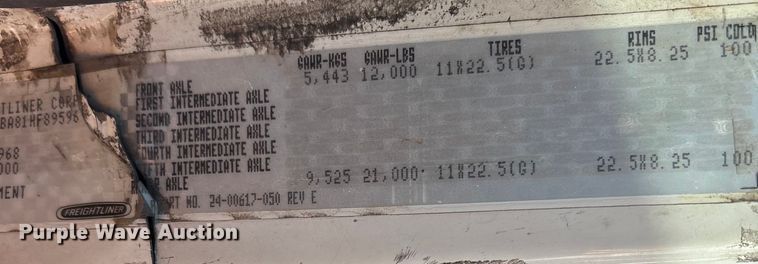 GAWR-KGS GAWR-LBS TIRES RIMS PSI COLD
FRONT AXLE 5,443 12,000 11X22.5(G) 22.5X8.25 100
FIRST INTERMEDIATE AXLE
SECOND INTERMEDIATE AXLE
THIRD INTERMEDIATE AXLE
FOURTH INTERMEDIATE AXLE
FIFTH INTERMEDIATE AXLE
REAR AXLE 9,525 21,000 11X22.5(G) 22.5X8.25 100
PART NO. 24-00617-050 REV E
TLINER CORP
BA81HF89596
968
000
MENT
FREIGHTLINER
Purple Wave Auction